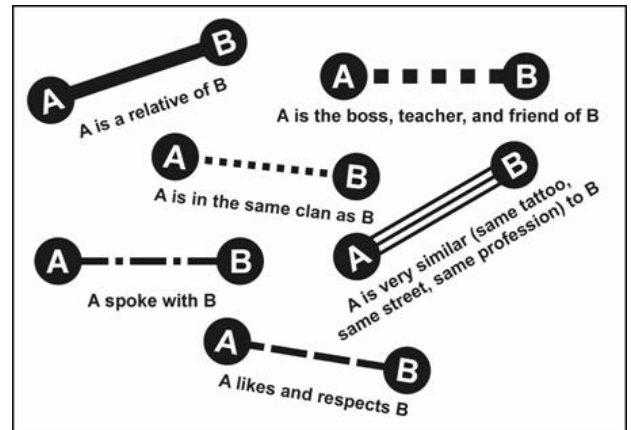 A B
A is a relative of B
A B
A is the boss, teacher, and friend of B
A B
A is in the same clan as B
A B
A is very similar (same tattoo,
same street, same profession) to B
A B
A spoke with B
A B
A likes and respects B